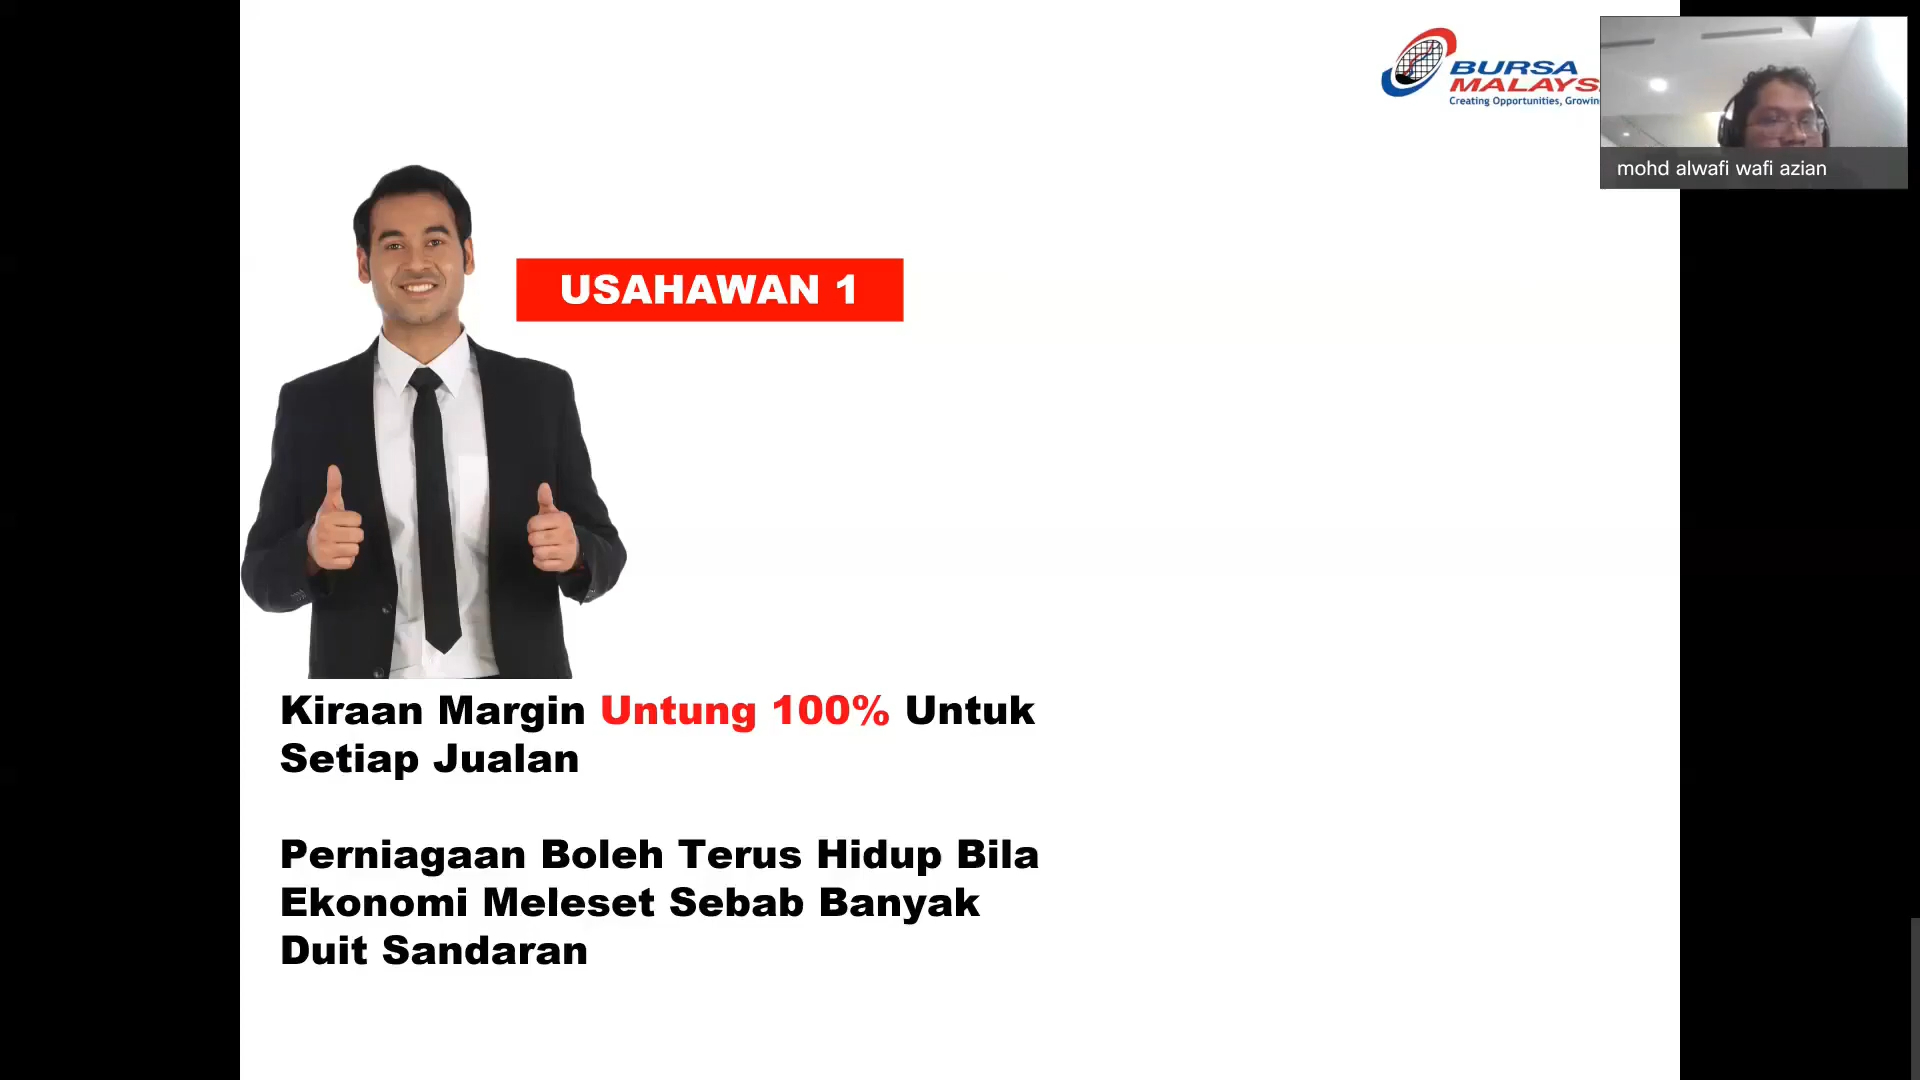 BURSA
MALAYS
Creating Opportunities, Growin
mohd alwafi wafi azian
USAHAWAN 1
Kiraan Margin Untung 100% Untuk
Setiap Jualan
Perniagaan Boleh Terus Hidup Bila
Ekonomi Meleset Sebab Banyak
Duit Sandaran